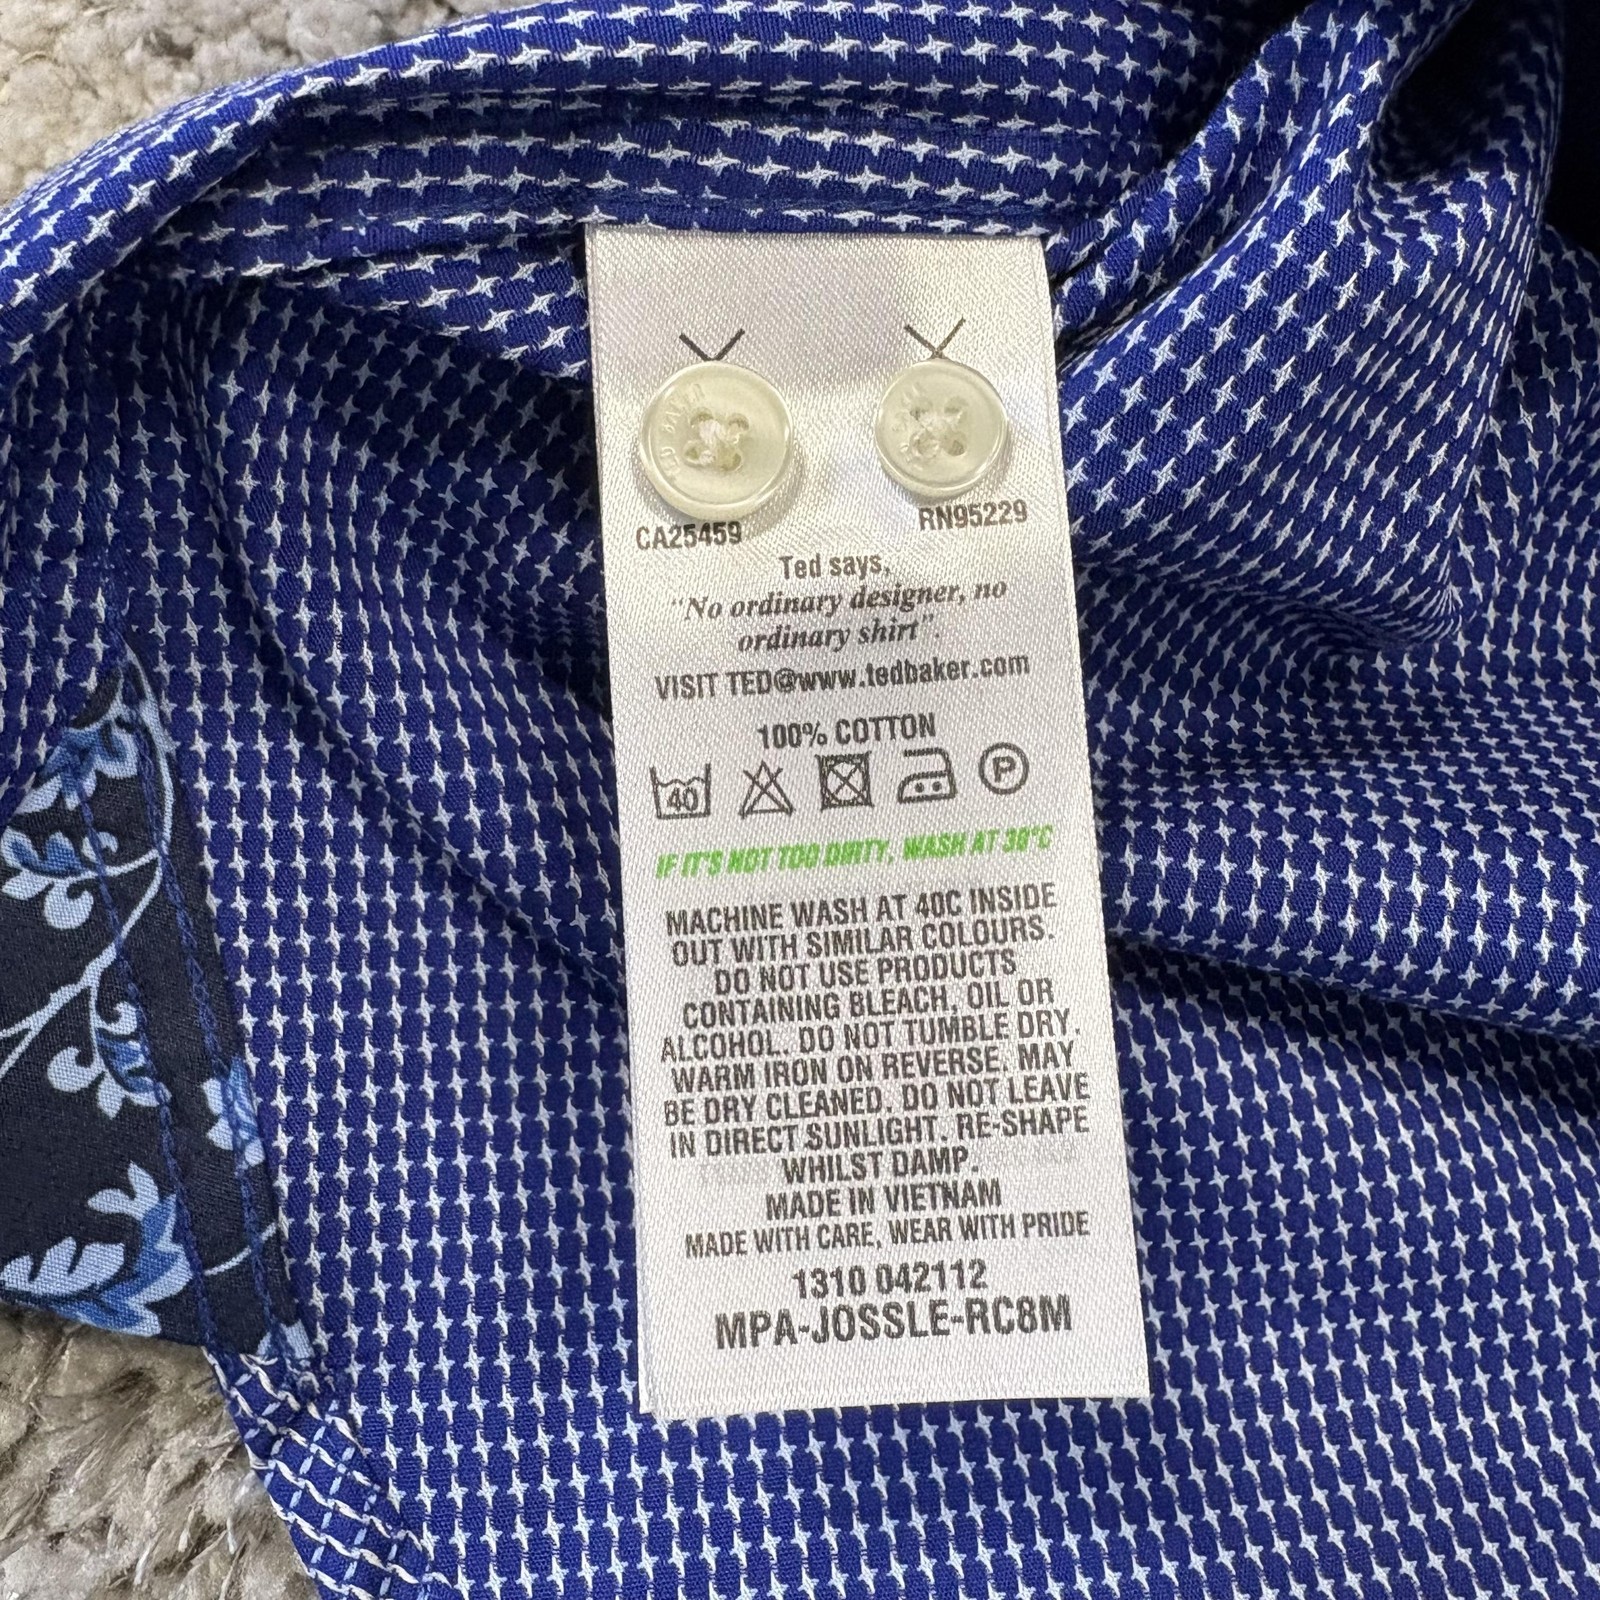 TED BAKER
CA25459
RN95229
Ted says,
“No ordinary designer, no
ordinary shirt”.
VISIT TED@www.tedbaker.com
100% COTTON
40
P
IF IT'S NOT TOO DIRTY, WASH AT 30°C
MACHINE WASH AT 40C INSIDE
OUT WITH SIMILAR COLOURS.
DO NOT USE PRODUCTS
CONTAINING BLEACH, OIL OR
ALCOHOL. DO NOT TUMBLE DRY.
WARM IRON ON REVERSE. MAY
BE DRY CLEANED. DO NOT LEAVE
IN DIRECT SUNLIGHT. RE-SHAPE
WHILST DAMP.
MADE IN VIETNAM
MADE WITH CARE, WEAR WITH PRIDE
1310 042112
MPA-JOSSLE-RC8M